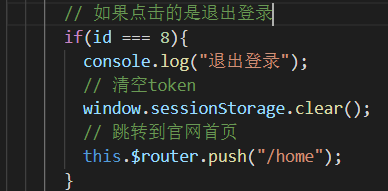 // 如果点击的是退出登录
if(id === 8){
console.log("退出登录");
// 清空token
window.sessionStorage.clear();
// 跳转到官网首页
this.$router.push("/home");
}